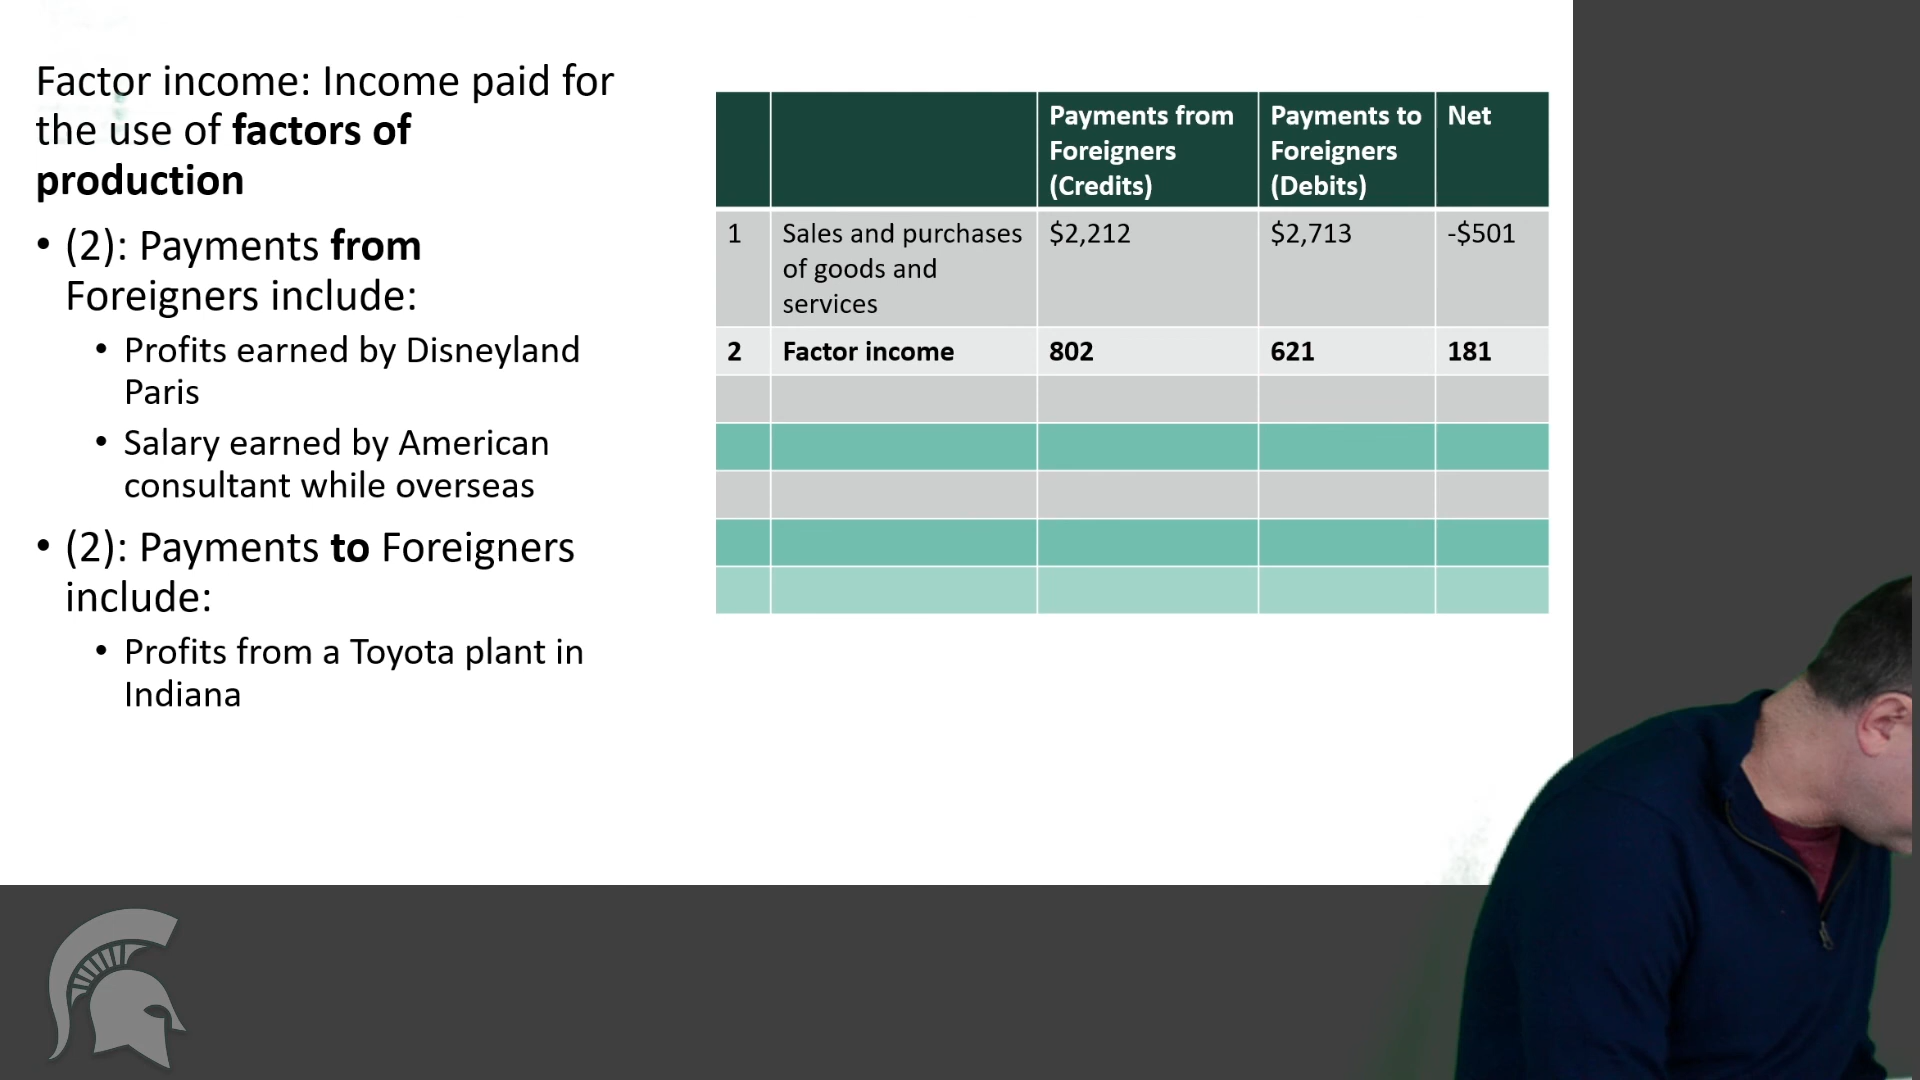 Factor income: Income paid for
the use of factors of
production
• (2): Payments from
Foreigners include:
• Profits earned by Disneyland
Paris
• Salary earned by American
consultant while overseas
• (2): Payments to Foreigners
include:
• Profits from a Toyota plant in
Indiana
Payments from
Foreigners
(Credits)
Payments to
Foreigners
(Debits)
Net
1
Sales and purchases
of goods and
services
$2,212
$2,713
-$501
2
Factor income
802
621
181